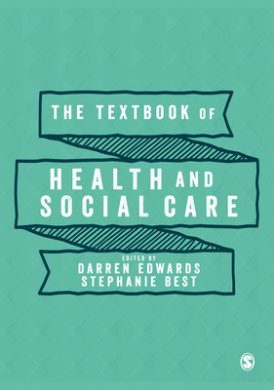 THE TEXTBOOK OF
HEALTH AND
SOCIAL CARE
EDITED BY
DARREN EDWARDS
STEPHANIE BEST
S